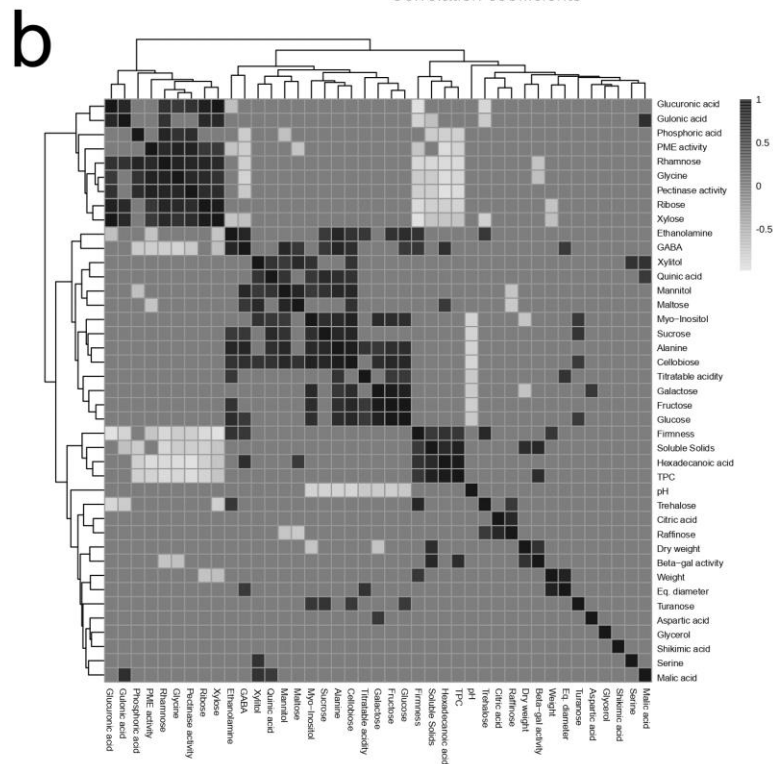 b
1
0.5
0
-0.5
Glucuronic acid
Gulonic acid
Phosphoric acid
PME activity
Rhamnose
Glycine
Pectinase activity
Ribose
Xylose
Ethanolamine
GABA
Xylitol
Quinic acid
Mannitol
Maltose
Myo-Inositol
Sucrose
Alanine
Cellobiose
Titratable acidity
Galactose
Fructose
Glucose
Firmness
Soluble Solids
Hexadecanoic acid
TPC
pH
Trehalose
Citric acid
Raffinose
Dry weight
Beta-gal activity
Weight
Eq. diameter
Turanose
Aspartic acid
Glycerol
Shikimic acid
Serine
Malic acid
Glucuronic acid
Gulonic acid
Phosphoric acid
PME activity
Rhamnose
Glycine
Pectinase activity
Ribose
Xylose
Ethanolamine
GABA
Xylitol
Quinic acid
Mannitol
Maltose
Myo-Inositol
Sucrose
Alanine
Cellobiose
Titratable acidity
Galactose
Fructose
Glucose
Firmness
Soluble Solids
Hexadecanoic acid
TPC
pH
Trehalose
Citric acid
Raffinose
Dry weight
Beta-gal activity
Weight
Eq. diameter
Turanose
Aspartic acid
Glycerol
Shikimic acid
Serine
Malic acid